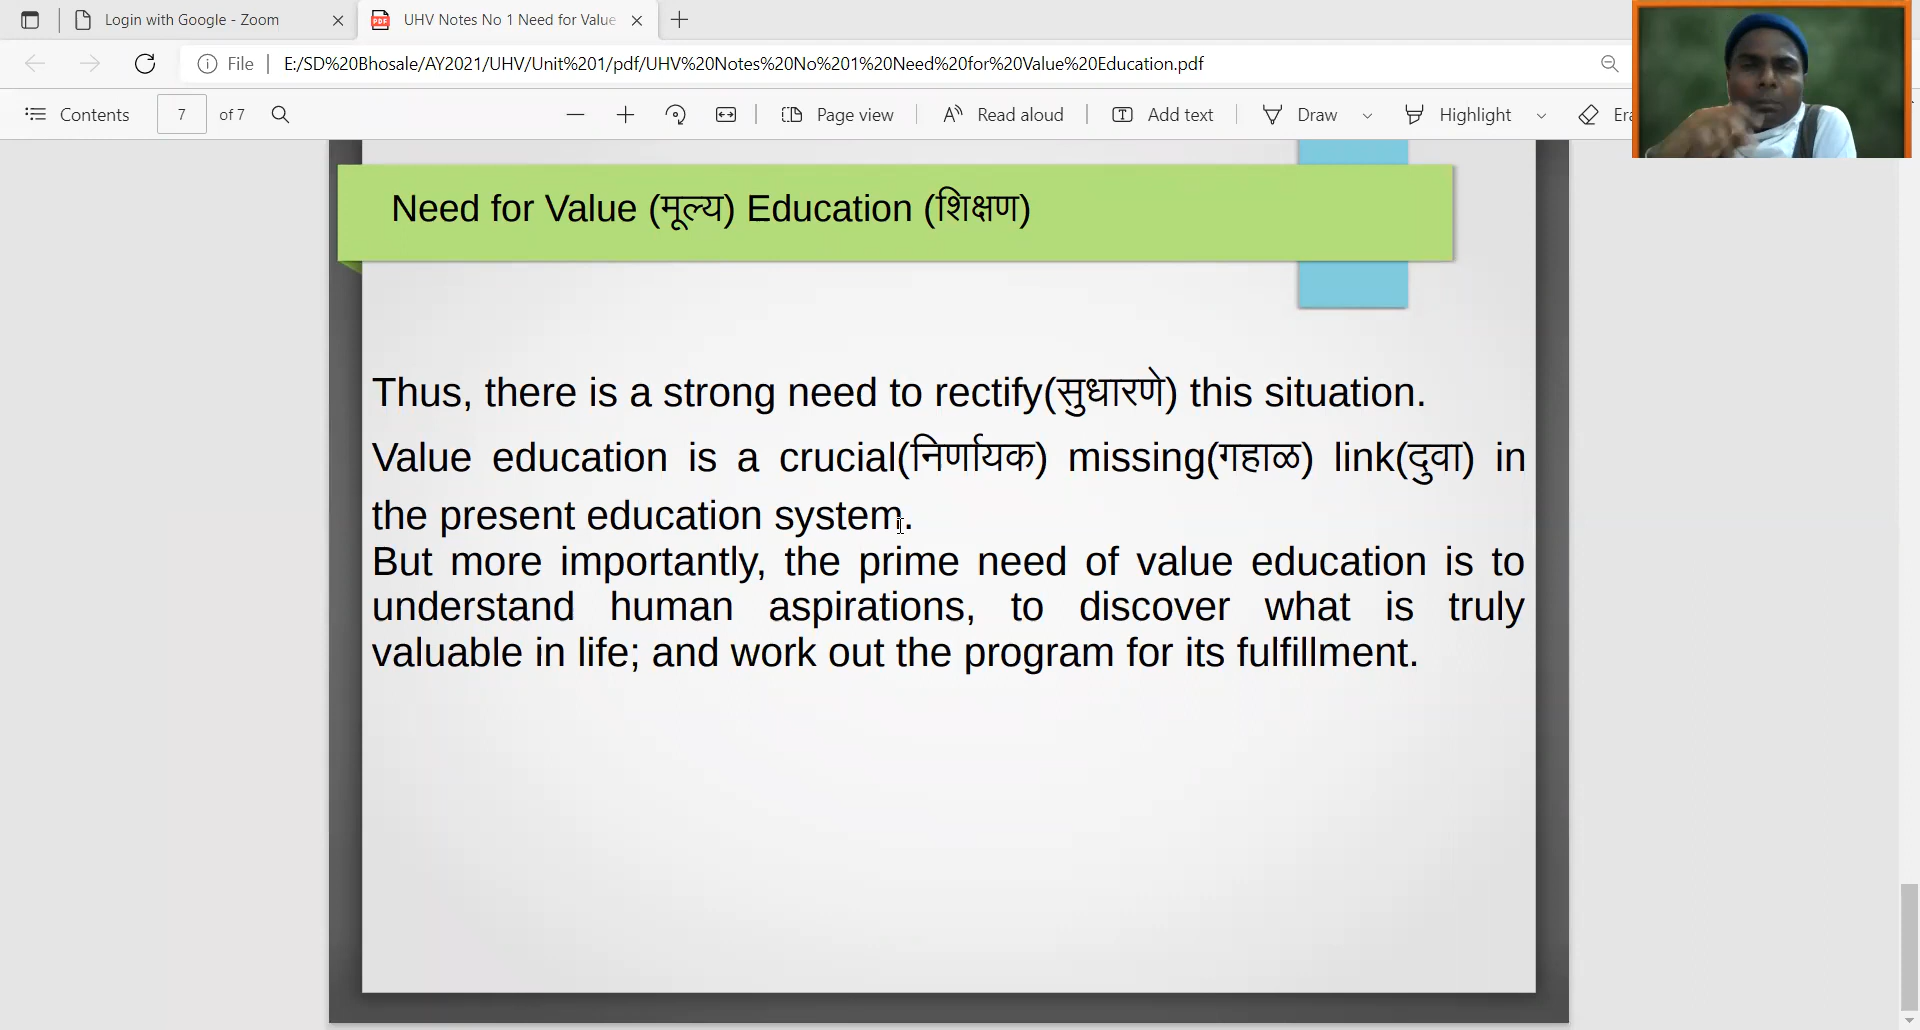 Login with Google - Zoom
UHV Notes No 1 Need for Value
File
E:/SD%20Bhosale/AY2021/UHV/Unit%201/pdf/UHV%20Notes%20No%201%20Need%20for%20Value%20Education.pdf
Contents 7 of 7 Page view Read aloud Add text Draw Highlight Era
Need for Value (मूल्य) Education (शिक्षण)
Thus, there is a strong need to rectify(सुधारणे) this situation.
Value education is a crucial(निर्णायक) missing(गहाळ) link(दुवा) in
the present education system.
But more importantly, the prime need of value education is to
understand human aspirations, to discover what is truly
valuable in life; and work out the program for its fulfillment.